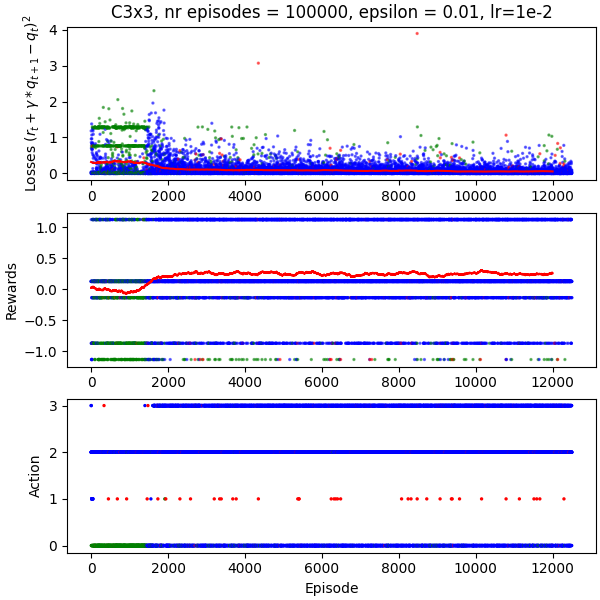 C3x3, nr episodes = 100000, epsilon = 0.01, lr=1e-2
Losses $(r_t + \gamma * q_{t+1} - q_t)^2$
4
3
2
1
0
0 2000 4000 6000 8000 10000 12000
Rewards
1.0
0.5
0.0
−0.5
−1.0
0 2000 4000 6000 8000 10000 12000
Action
3
2
1
0
0 2000 4000 6000 8000 10000 12000
Episode